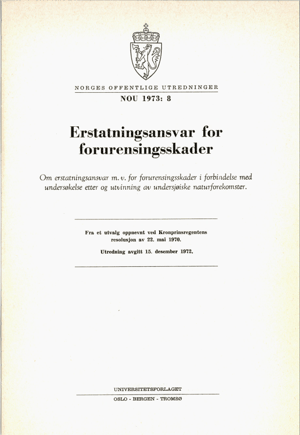 NORGES OFFENTLIGE UTREDNINGER
NOU 1973: 8
Erstatningsansvar for
forurensingsskader
Om erstatningsansvar m.v. for forurensingsskader i forbindelse med
undersøkelse etter og utvinning av undersjøiske naturforekomster.
Fra et utvalg oppnevnt ved Kronprinsregentens
resolusjon av 22. mai 1970.
Utredning avgitt 15. desember 1972.
UNIVERSITETSFORLAGET
OSLO - BERGEN - TROMSØ